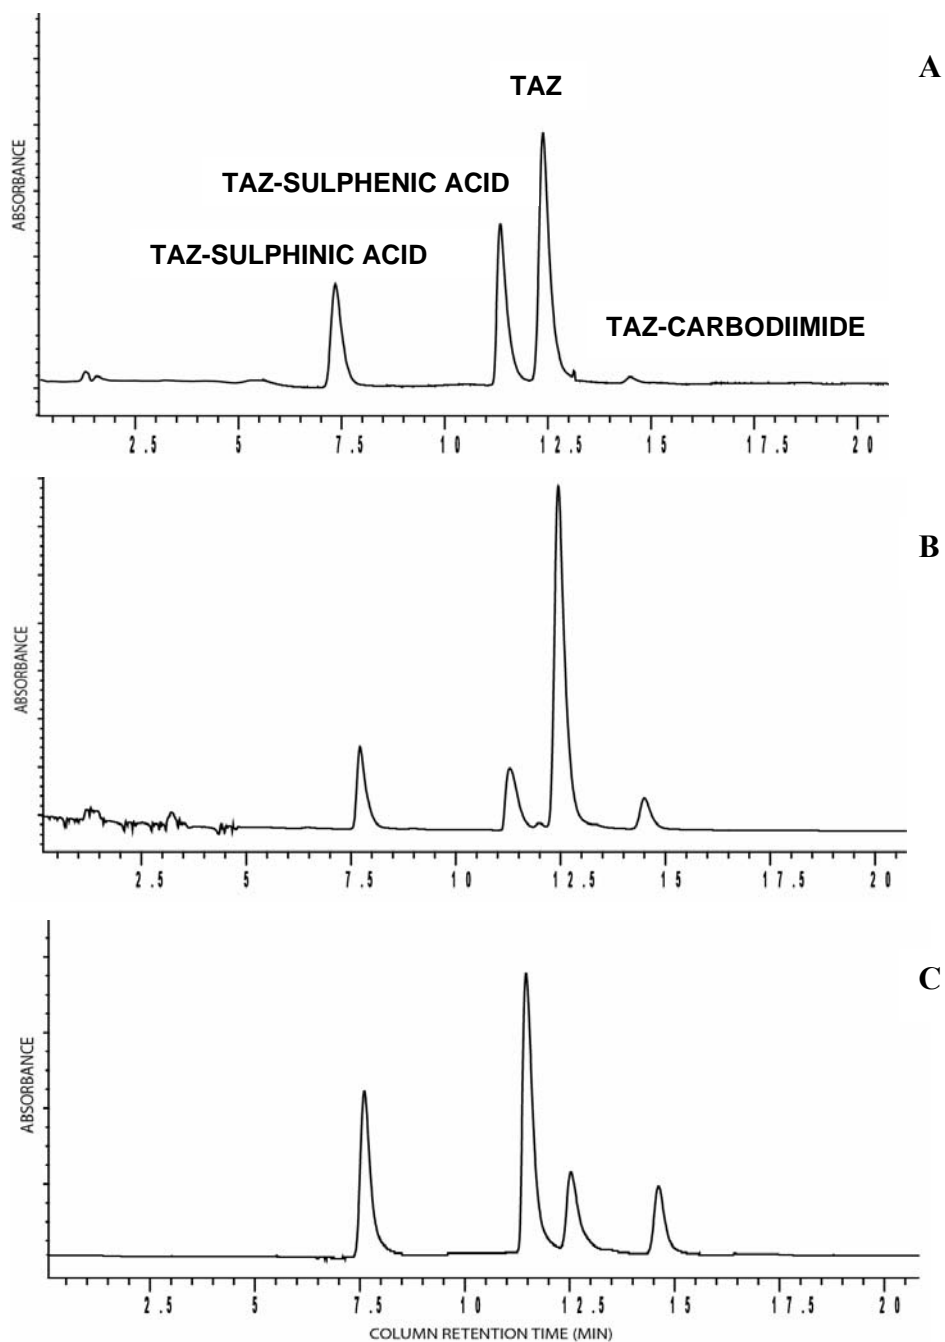 A
TAZ
TAZ-SULPHENIC ACID
TAZ-SULPHINIC ACID
TAZ-CARBODIIMIDE
ABSORBANCE
2.5 5 7.5 10 12.5 15 17.5 20
B
ABSORBANCE
2.5 5 7.5 10 12.5 15 17.5 20
C
ABSORBANCE
2.5 5 7.5 10 12.5 15 17.5 20
COLUMN RETENTION TIME (MIN)